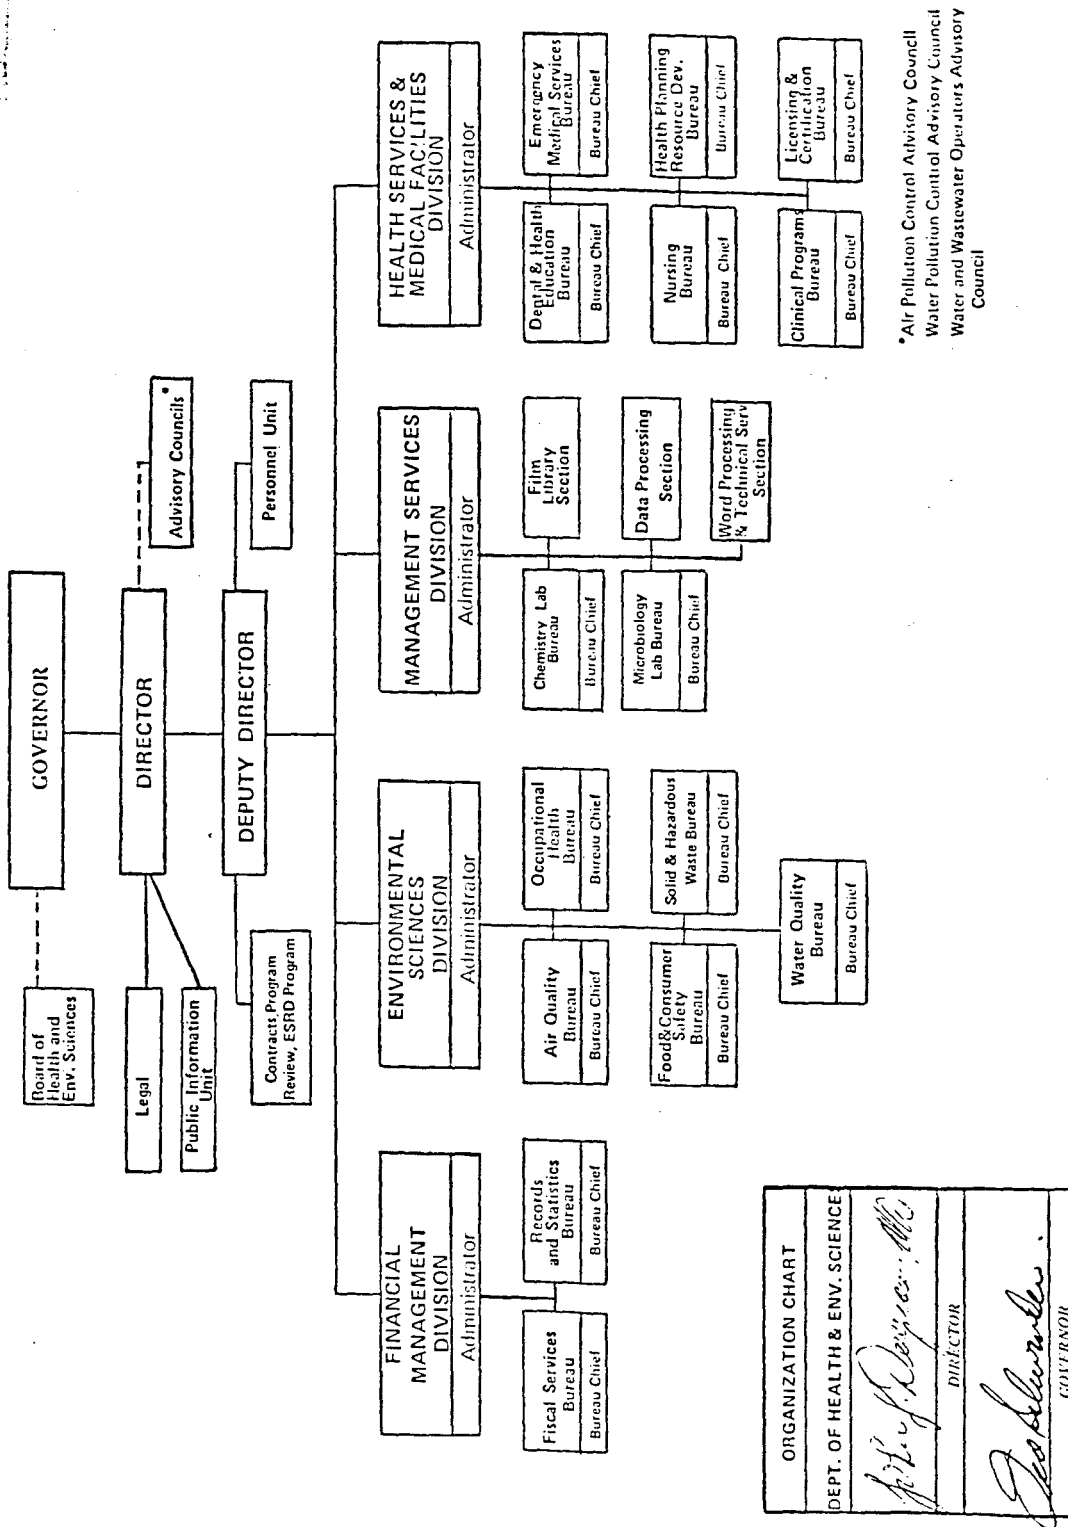 GOVERNOR
Board of
Health and
Env. Sciences
DIRECTOR
Advisory Councils*
Legal
Public Information
Unit
DEPUTY DIRECTOR
Personnel Unit
Contracts, Program
Review, ESRD Program
FINANCIAL
MANAGEMENT
DIVISION
Administrator
Fiscal Services
Bureau
Bureau Chief
Records
and Statistics
Bureau
Bureau Chief
ENVIRONMENTAL
SCIENCES
DIVISION
Administrator
Air Quality
Bureau
Bureau Chief
Occupational
Health
Bureau
Bureau Chief
Food&Consumer
Safety
Bureau
Bureau Chief
Solid & Hazardous
Waste Bureau
Bureau Chief
Water Quality
Bureau
Bureau Chief
MANAGEMENT SERVICES
DIVISION
Administrator
Chemistry Lab
Bureau
Bureau Chief
Film
Library
Section
Microbiology
Lab Bureau
Bureau Chief
Data Processing
Section
Word Processing
& Technical Serv
Section
HEALTH SERVICES &
MEDICAL FACILITIES
DIVISION
Administrator
Dental & Health
Education
Bureau
Bureau Chief
Emergency
Medical Services
Bureau
Bureau Chief
Nursing
Bureau
Bureau Chief
Health Planning
Resource Dev.
Bureau
Bureau Chief
Clinical Programs
Bureau
Bureau Chief
Licensing &
Certification
Bureau
Bureau Chief
*Air Pollution Control Advisory Council
Water Pollution Control Advisory Council
Water and Wastewater Operators Advisory
Council
ORGANIZATION CHART
DEPT. OF HEALTH & ENV. SCIENCE
DIRECTOR
GOVERNOR